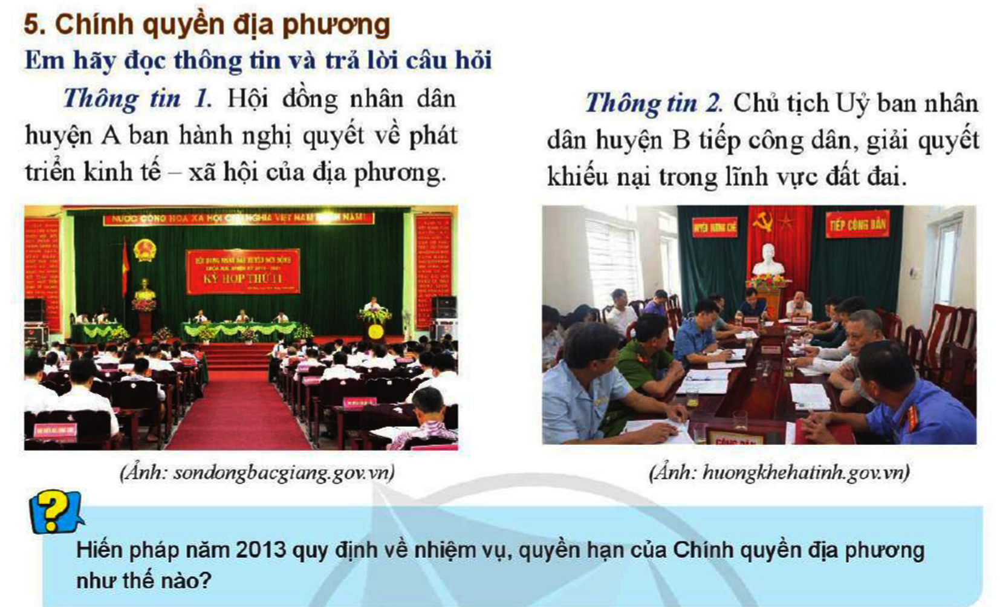 5. Chính quyền địa phương
Em hãy đọc thông tin và trả lời câu hỏi
Thông tin 1. Hội đồng nhân dân
huyện A ban hành nghị quyết về phát
triển kinh tế – xã hội của địa phương.
Thông tin 2. Chủ tịch Uỷ ban nhân
dân huyện B tiếp công dân, giải quyết
khiếu nại trong lĩnh vực đất đai.
NƯỚC CỘNG HOÀ XÃ HỘI CHỦ NGHĨA VIỆT NAM NĂM!
KỲ HỌP THỨ 11
TIẾP CÔNG DÂN
CÔNG DÂN
(Ảnh: sondongbacgiang.gov.vn)
(Ảnh: huongkhehatinh.gov.vn)
?
Hiến pháp năm 2013 quy định về nhiệm vụ, quyền hạn của Chính quyền địa phương
như thế nào?